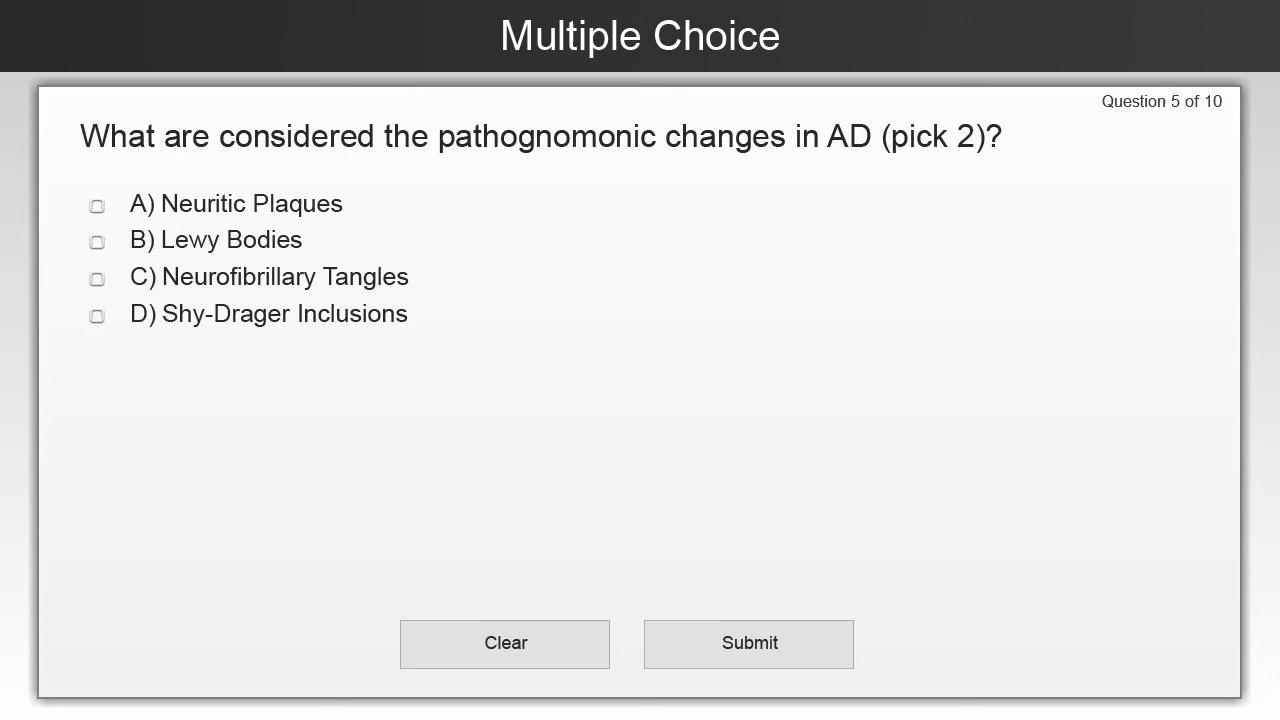 Multiple Choice
Question 5 of 10
What are considered the pathognomonic changes in AD (pick 2)?
A) Neuritic Plaques
B) Lewy Bodies
C) Neurofibrillary Tangles
D) Shy-Drager Inclusions
Clear
Submit